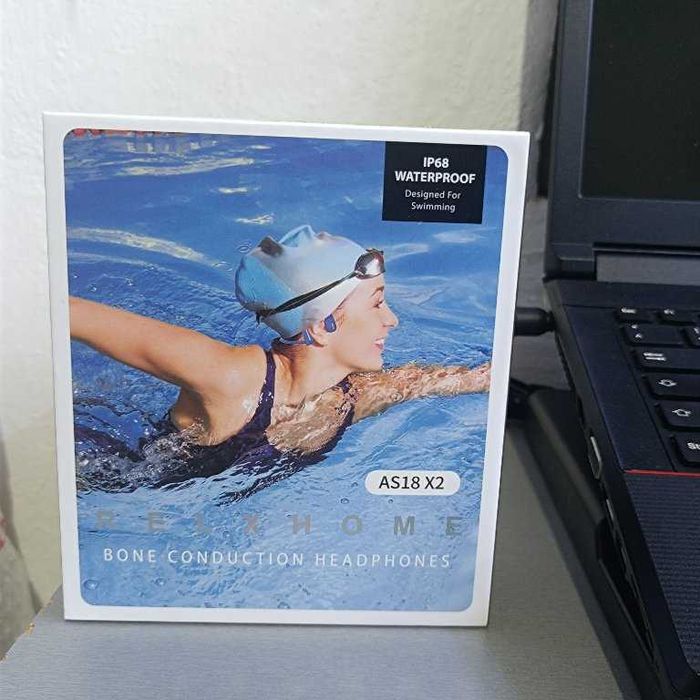 IP68
WATERPROOF
Designed For
Swimming
AS18 X2
RELXHOME
BONE CONDUCTION HEADPHONES